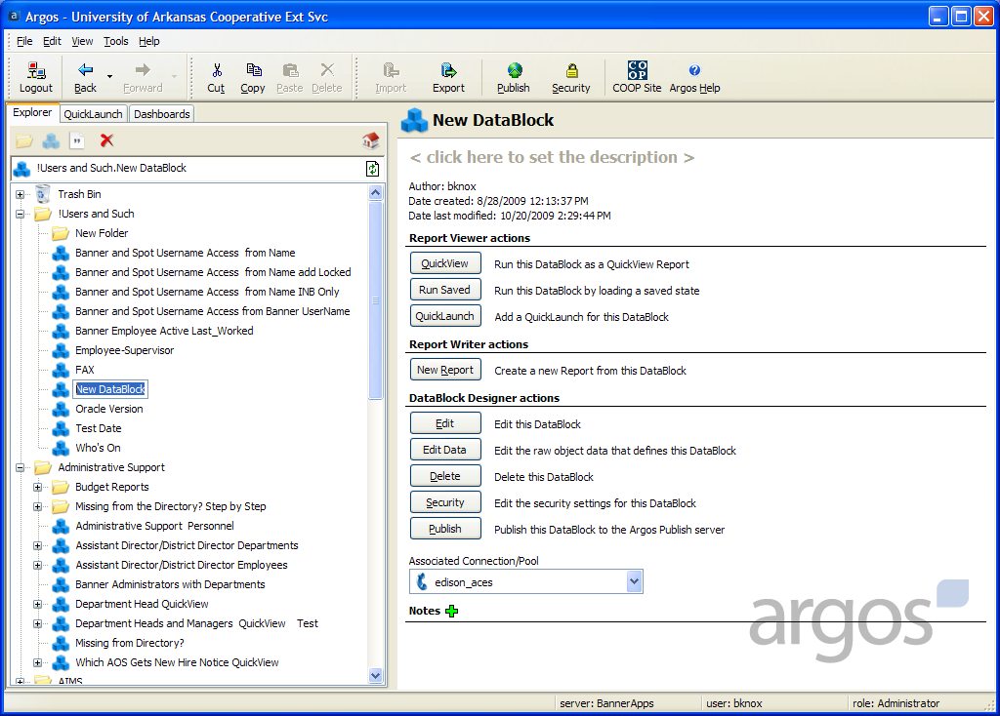 Argos - University of Arkansas Cooperative Ext Svc
File Edit View Tools Help
Logout Back Forward Cut Copy Paste Delete Import Export Publish Security COOP Site Argos Help
Explorer QuickLaunch Dashboards
!Users and Such.New DataBlock
Trash Bin
!Users and Such
New Folder
Banner and Spot Username Access from Name
Banner and Spot Username Access from Name add Locked
Banner and Spot Username Access from Name INB Only
Banner and Spot Username Access from Banner UserName
Banner Employee Active Last_Worked
Employee-Supervisor
FAX
New DataBlock
Oracle Version
Test Date
Who's On
Administrative Support
Budget Reports
Missing from the Directory? Step by Step
Administrative Support Personnel
Assistant Director/District Director Departments
Assistant Director/District Director Employees
Banner Administrators with Departments
Department Head QuickView
Department Heads and Managers QuickView Test
Missing from Directory?
Which AOS Gets New Hire Notice QuickView
AIMS
New DataBlock
< click here to set the description >
Author: bknox
Date created: 8/28/2009 12:13:37 PM
Date last modified: 10/20/2009 2:29:44 PM
Report Viewer actions
QuickView Run this DataBlock as a QuickView Report
Run Saved Run this DataBlock by loading a saved state
QuickLaunch Add a QuickLaunch for this DataBlock
Report Writer actions
New Report Create a new Report from this DataBlock
DataBlock Designer actions
Edit Edit this DataBlock
Edit Data Edit the raw object data that defines this DataBlock
Delete Delete this DataBlock
Security Edit the security settings for this DataBlock
Publish Publish this DataBlock to the Argos Publish server
Associated Connection/Pool
edison_aces
Notes
argos
server: BannerApps user: bknox role: Administrator